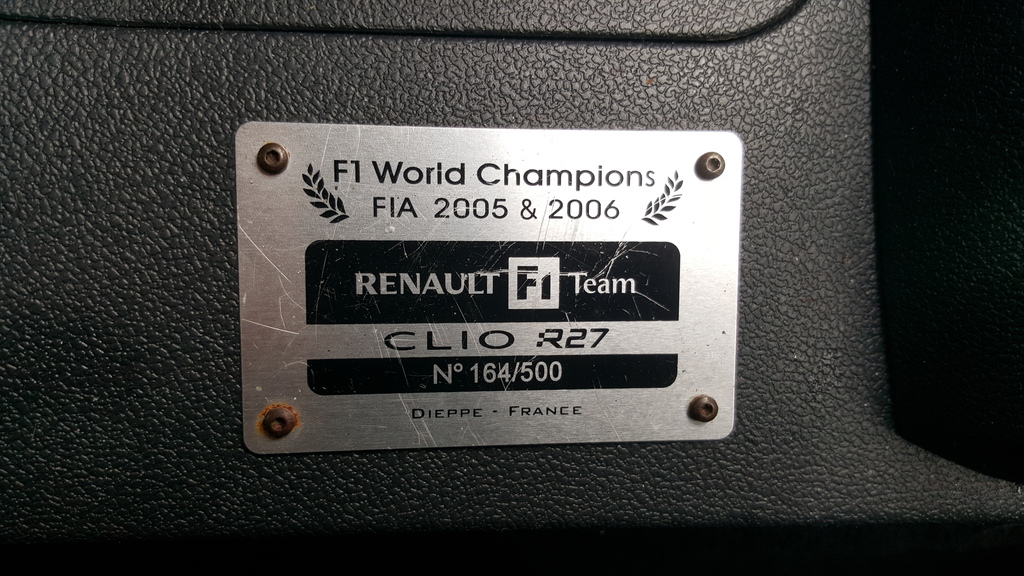 F1 World Champions
FIA 2005 & 2006
RENAULT F1 Team
CLIO R27
N° 164/500
DIEPPE - FRANCE